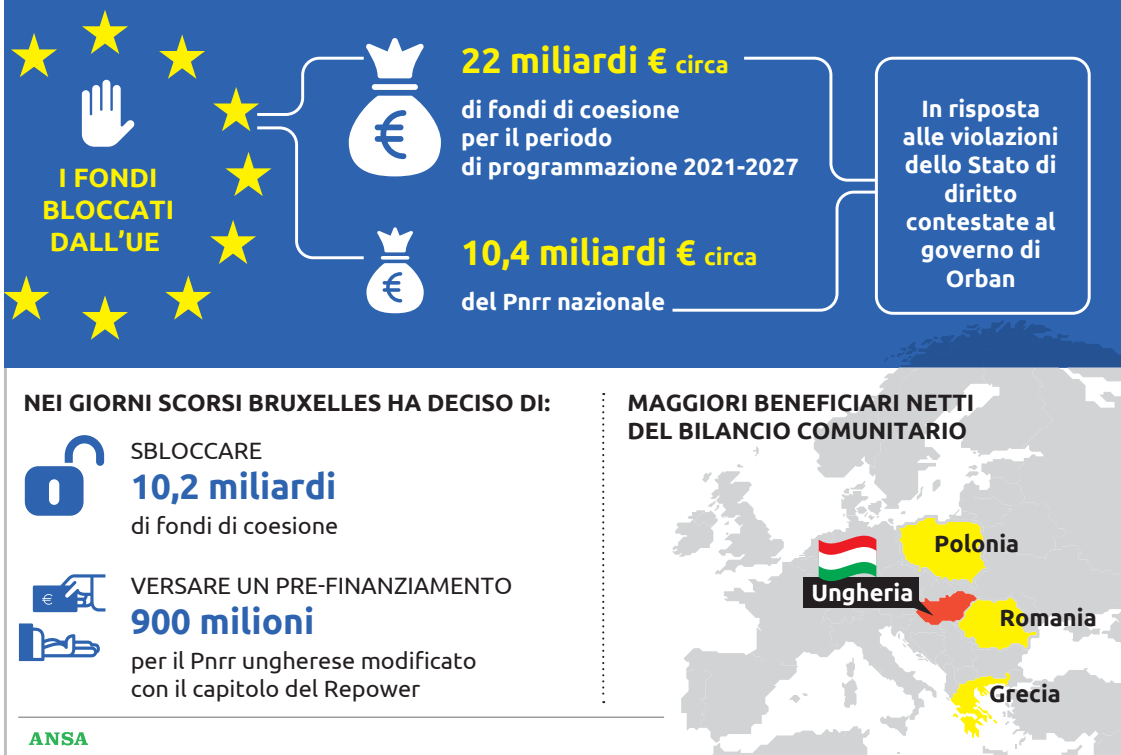 I FONDI
BLOCCATI
DALL'UE
22 miliardi € circa
di fondi di coesione
per il periodo
di programmazione 2021-2027
10,4 miliardi € circa
del Pnrr nazionale
In risposta
alle violazioni
dello Stato di
diritto
contestate al
governo di
Orban
NEI GIORNI SCORSI BRUXELLES HA DECISO DI:
SBLOCCARE
10,2 miliardi
di fondi di coesione
VERSARE UN PRE-FINANZIAMENTO
900 milioni
per il Pnrr ungherese modificato
con il capitolo del Repower
MAGGIORI BENEFICIARI NETTI
DEL BILANCIO COMUNITARIO
Polonia
Ungheria
Romania
Grecia
ANSA